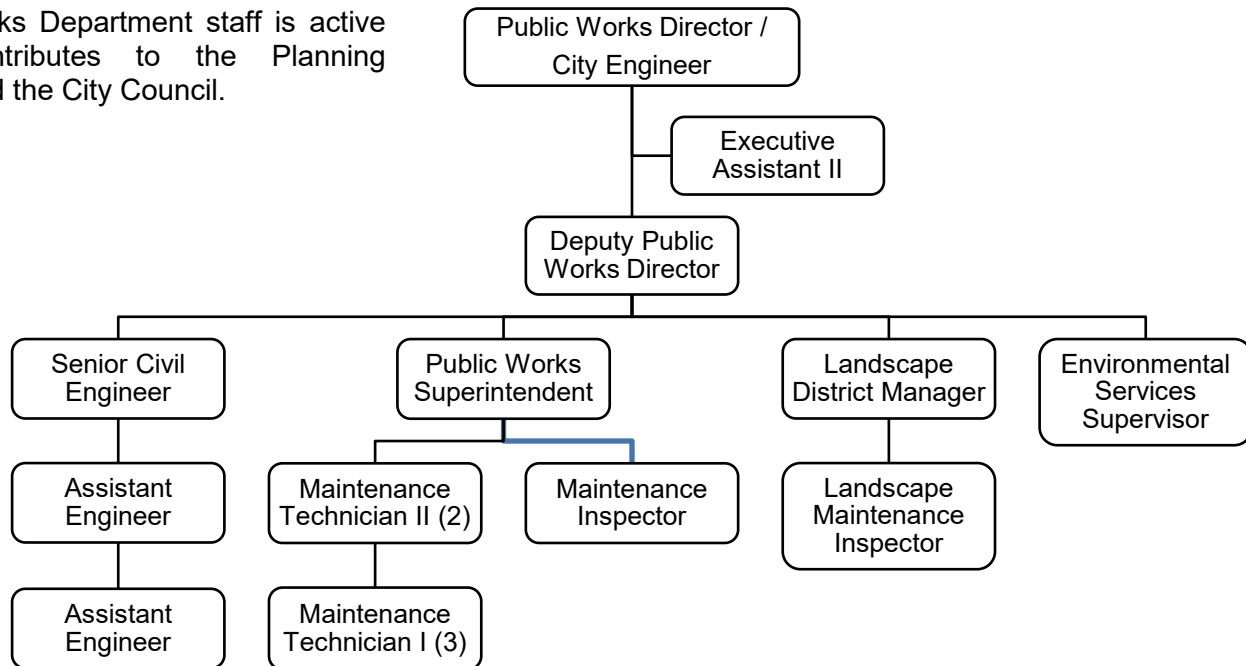 ks Department staff is active
ntributes to the Planning
the City Council.
Public Works Director /
City Engineer
Executive
Assistant II
Deputy Public
Works Director
Senior Civil
Engineer
Public Works
Superintendent
Landscape
District Manager
Environmental
Services
Supervisor
Assistant
Engineer
Maintenance
Technician II (2)
Maintenance
Inspector
Landscape
Maintenance
Inspector
Assistant
Engineer
Maintenance
Technician I (3)